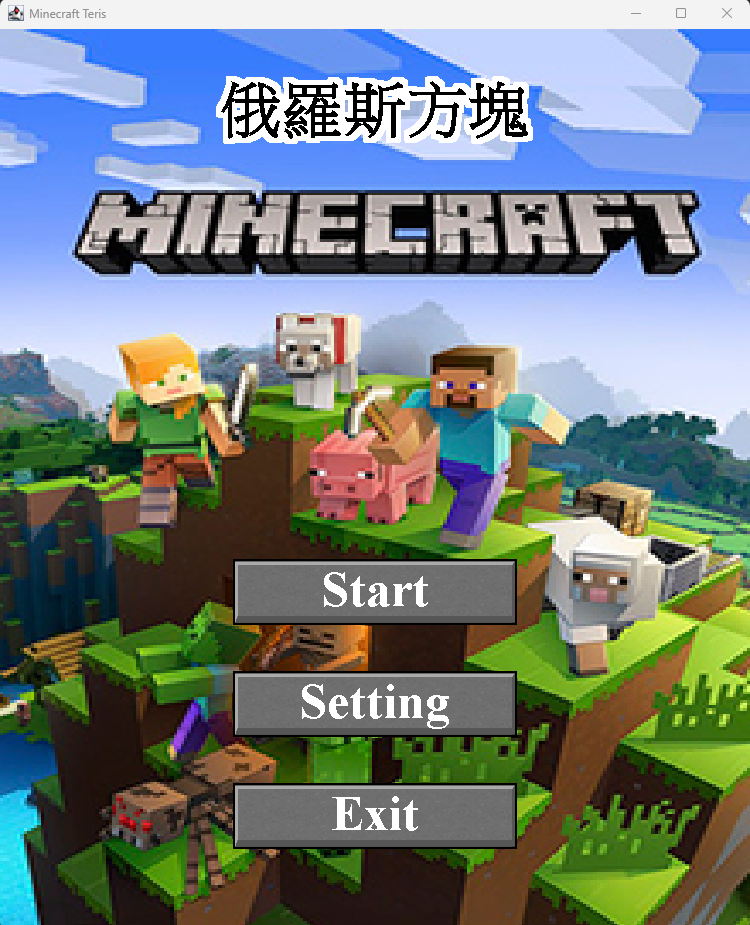 Minecraft Teris
俄羅斯方塊
MINECRAFT
Start
Setting
Exit